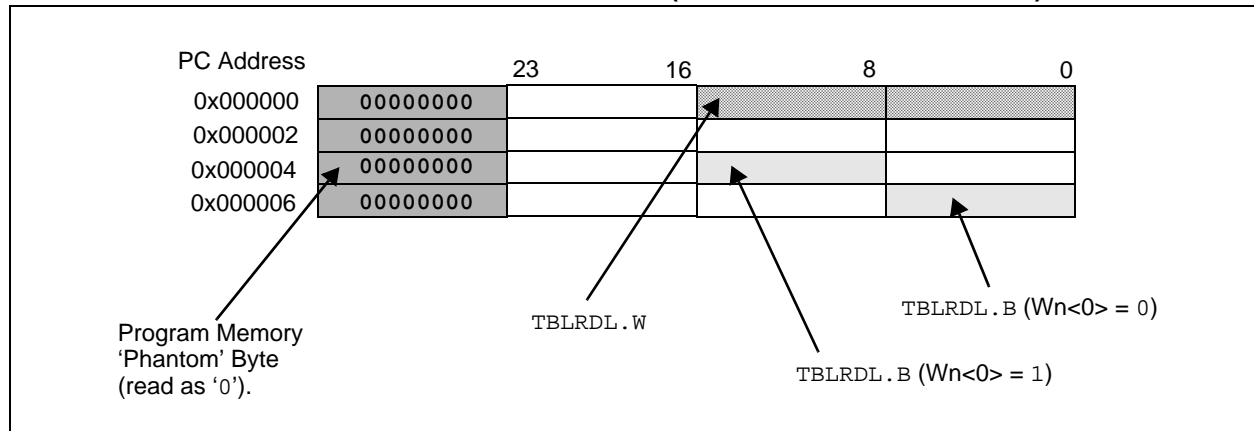 PC Address 23 16 8 0
0x000000 00000000
0x000002 00000000
0x000004 00000000
0x000006 00000000
TBLRDL.B (Wn<0> = 0)
TBLRDL.W
Program Memory
'Phantom' Byte
(read as '0').
TBLRDL.B (Wn<0> = 1)